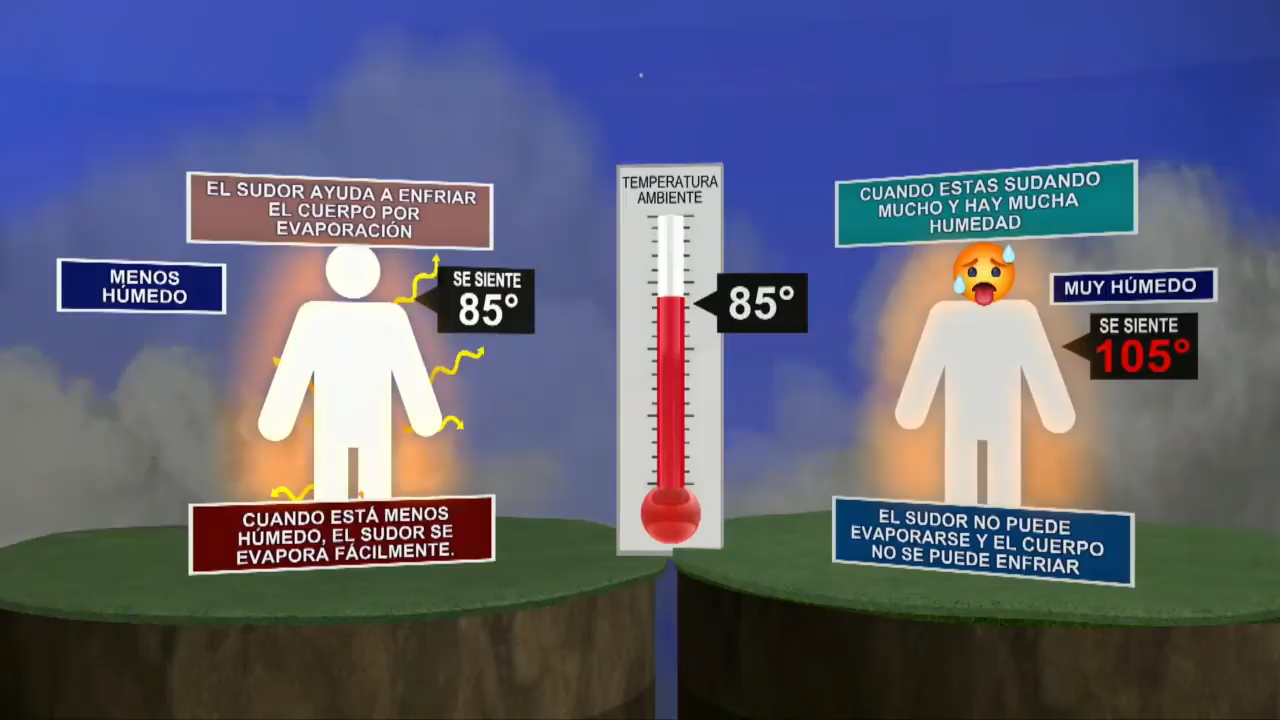 EL SUDOR AYUDA A ENFRIAR
EL CUERPO POR
EVAPORACIÓN
MENOS
HÚMEDO
SE SIENTE
85°
CUANDO ESTÁ MENOS
HÚMEDO, EL SUDOR SE
EVAPORA FÁCILMENTE.
TEMPERATURA
AMBIENTE
85°
CUANDO ESTAS SUDANDO
MUCHO Y HAY MUCHA
HUMEDAD
MUY HÚMEDO
SE SIENTE
105°
EL SUDOR NO PUEDE
EVAPORARSE Y EL CUERPO
NO SE PUEDE ENFRIAR